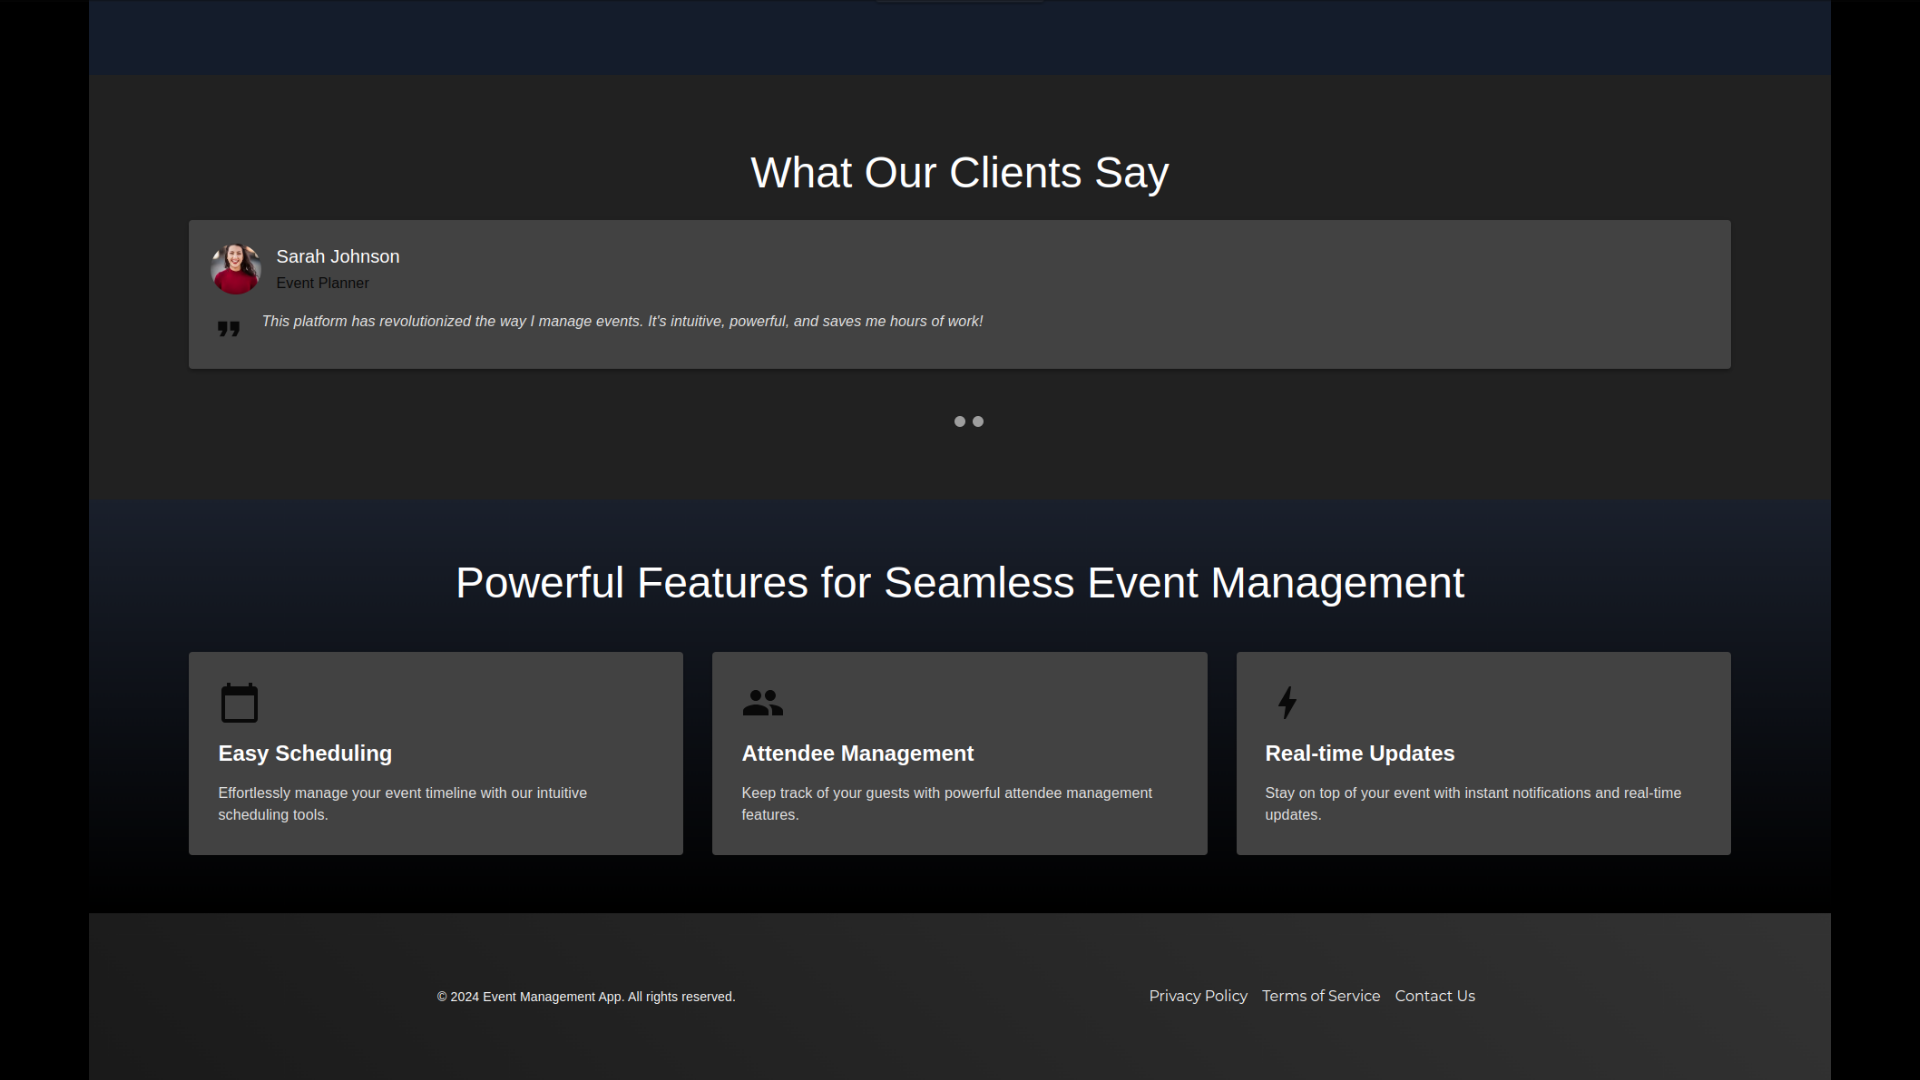 What Our Clients Say
Sarah Johnson
Event Planner
This platform has revolutionized the way I manage events. It's intuitive, powerful, and saves me hours of work!
Powerful Features for Seamless Event Management
Easy Scheduling
Effortlessly manage your event timeline with our intuitive
scheduling tools.
Attendee Management
Keep track of your guests with powerful attendee management
features.
Real-time Updates
Stay on top of your event with instant notifications and real-time
updates.
© 2024 Event Management App. All rights reserved.
Privacy Policy Terms of Service Contact Us